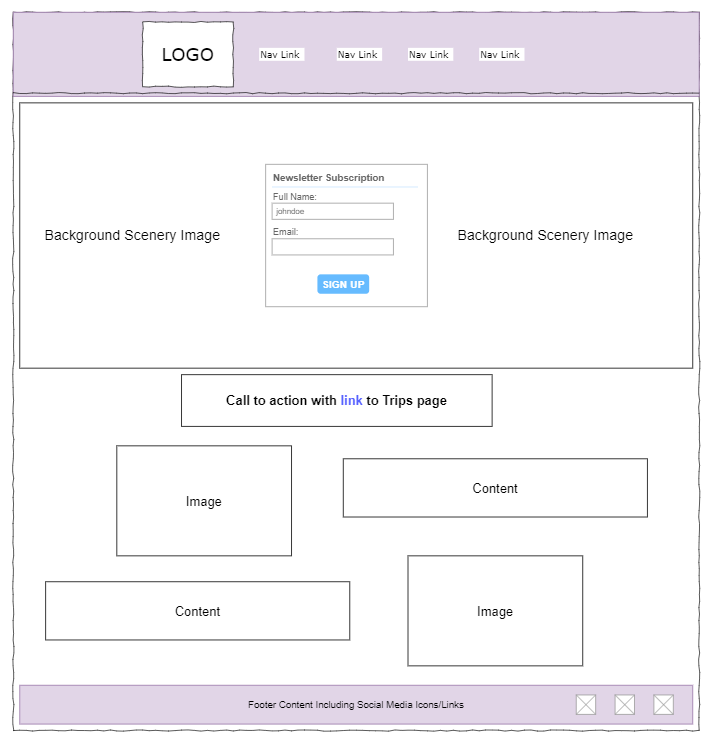 LOGO
Nav Link
Nav Link
Nav Link
Nav Link
Newsletter Subscription
Full Name:
johndoe
Email:
SIGN UP
Background Scenery Image
Background Scenery Image
Call to action with link to Trips page
Image
Content
Content
Image
Footer Content Including Social Media Icons/Links